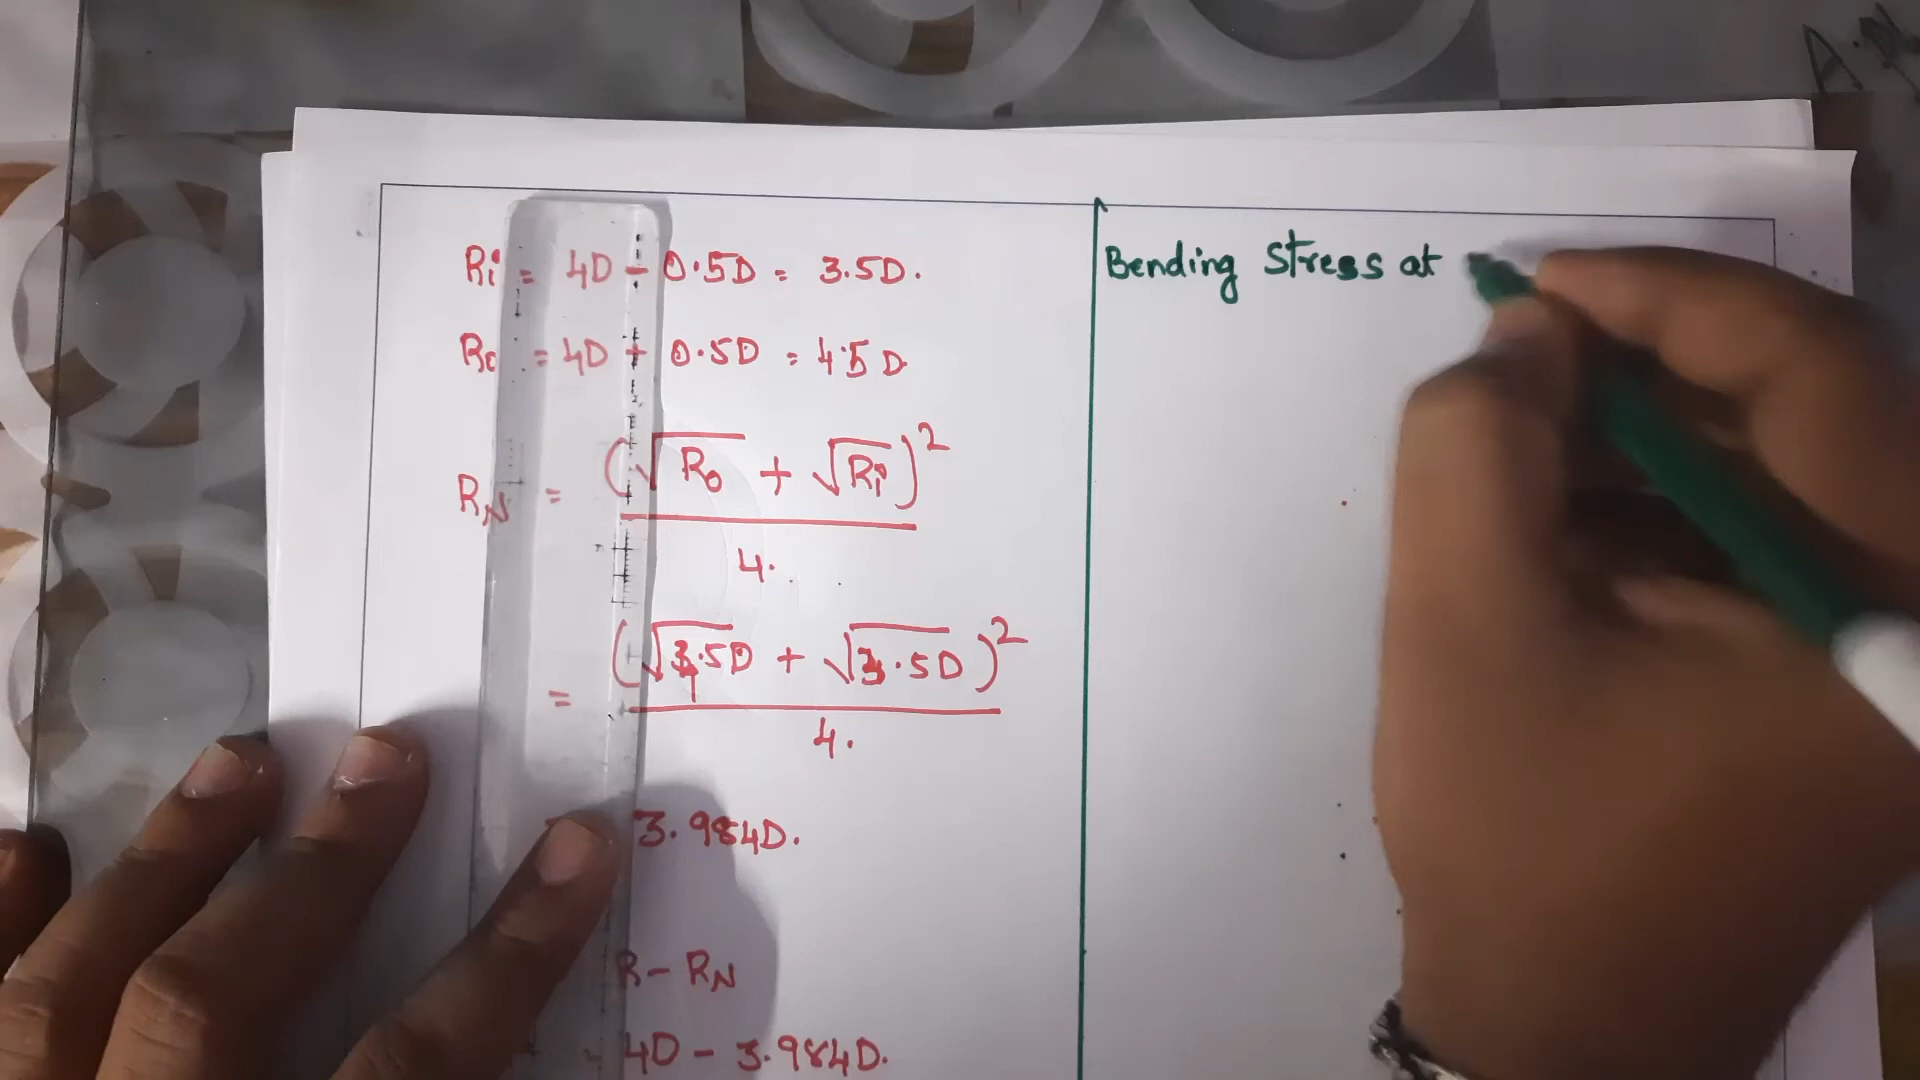 Ri = 4D - 0.5D = 3.5D.
Ro = 4D + 0.5D = 4.5D
RN = (√Ro + √Ri)² / 4.
= (√4.5D + √3.5D)² / 4.
3.984D.
R - RN
= 4D - 3.984D.
Bending Stress at